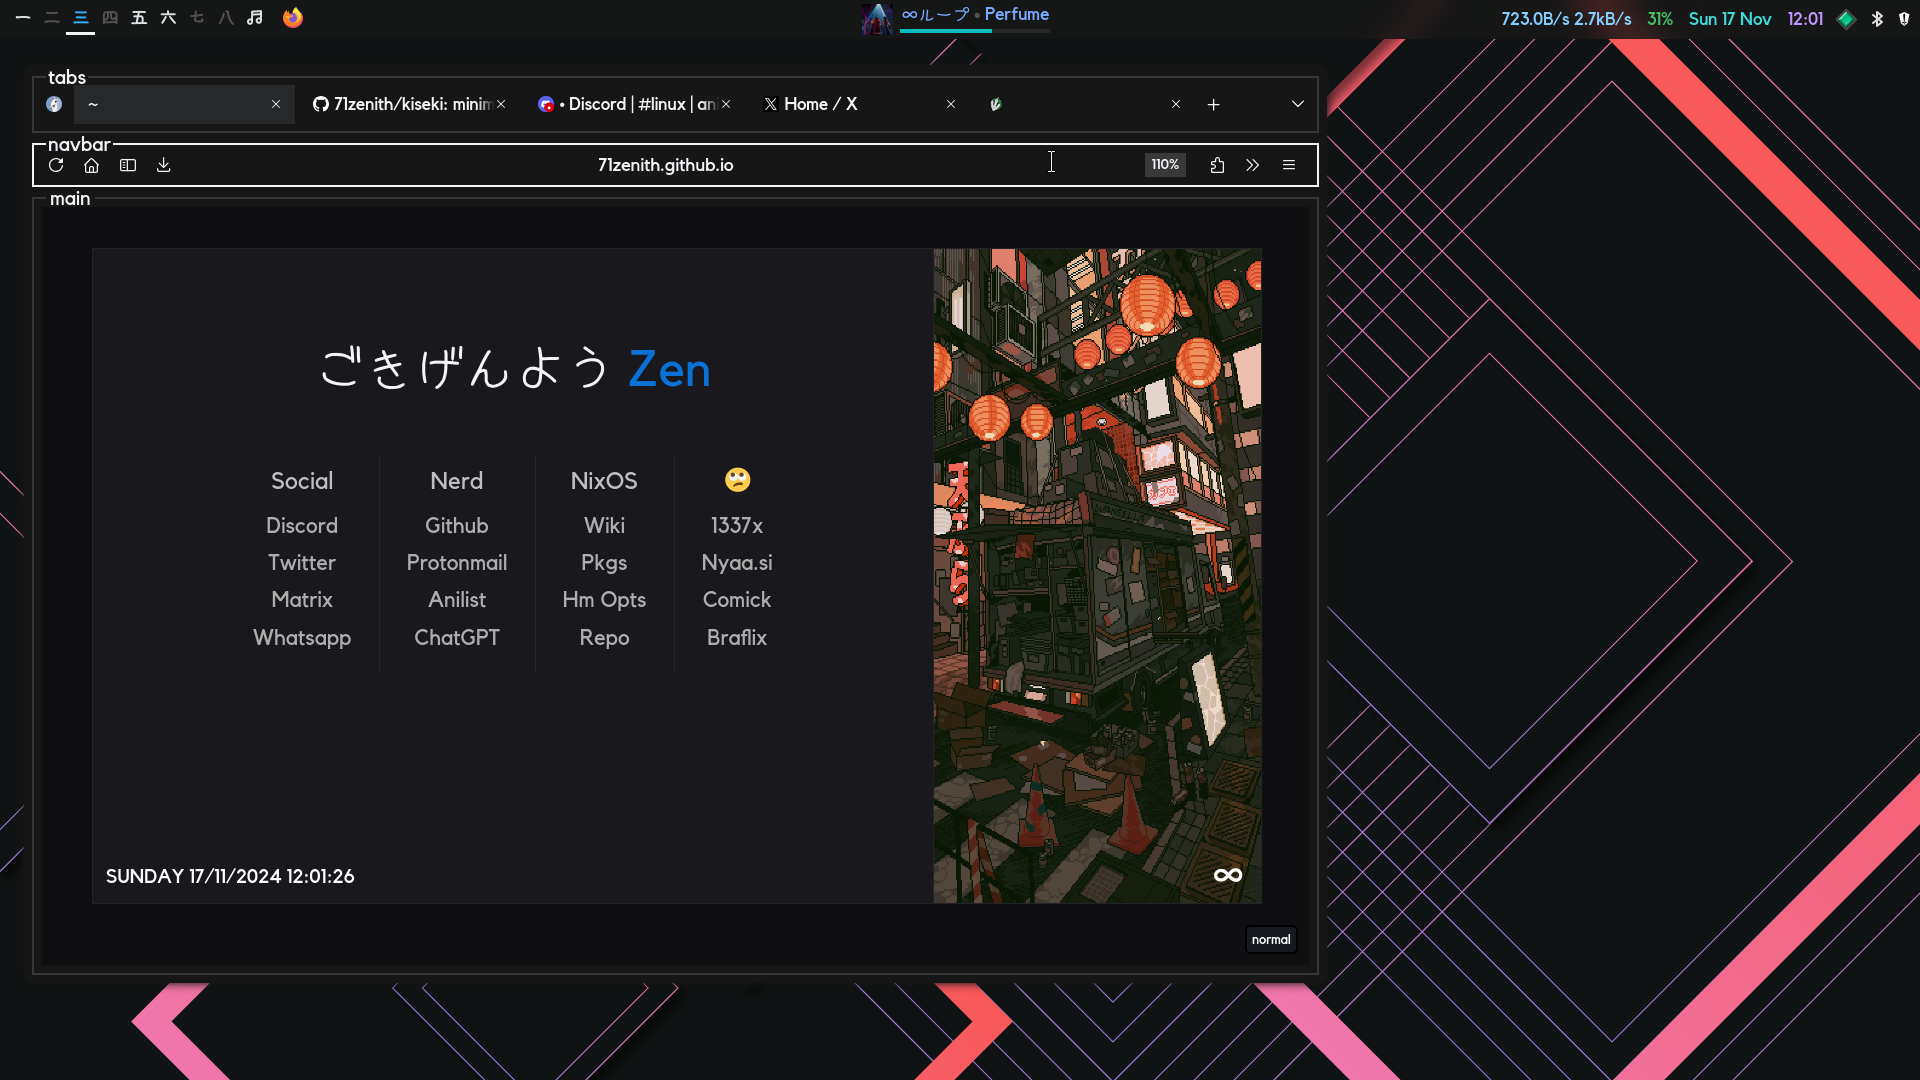 一 二 三 四 五 六 七 八
∞ループ • Perfume
723.0B/s 2.7kB/s 31% Sun 17 Nov 12:01
tabs
~
71zenith/kiseki: minim
• Discord | #linux | an
Home / X
navbar
71zenith.github.io
110%
main
ごきげんよう Zen
Social Nerd NixOS
Discord Github Wiki 1337x
Twitter Protonmail Pkgs Nyaa.si
Matrix Anilist Hm Opts Comick
Whatsapp ChatGPT Repo Braflix
SUNDAY 17/11/2024 12:01:26
normal